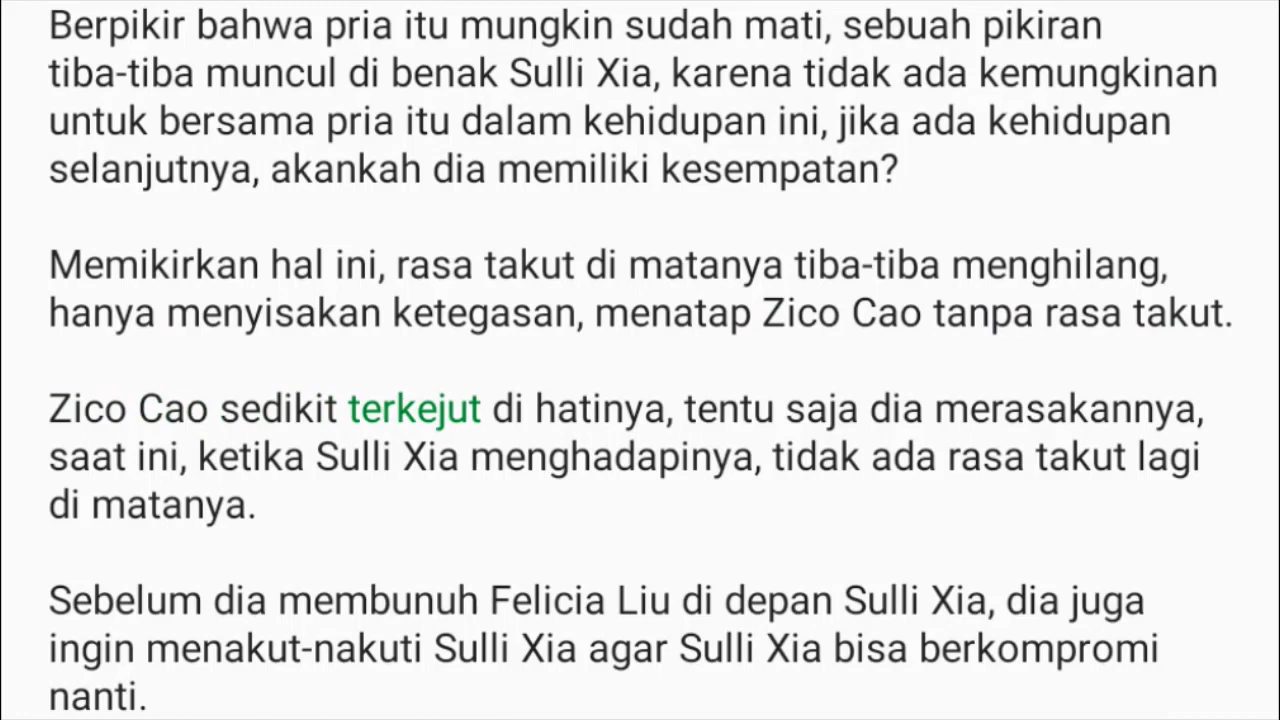 Berpikir bahwa pria itu mungkin sudah mati, sebuah pikiran
tiba-tiba muncul di benak Sulli Xia, karena tidak ada kemungkinan
untuk bersama pria itu dalam kehidupan ini, jika ada kehidupan
selanjutnya, akankah dia memiliki kesempatan?
Memikirkan hal ini, rasa takut di matanya tiba-tiba menghilang,
hanya menyisakan ketegasan, menatap Zico Cao tanpa rasa takut.
Zico Cao sedikit terkejut di hatinya, tentu saja dia merasakannya,
saat ini, ketika Sulli Xia menghadapinya, tidak ada rasa takut lagi
di matanya.
Sebelum dia membunuh Felicia Liu di depan Sulli Xia, dia juga
ingin menakut-nakuti Sulli Xia agar Sulli Xia bisa berkompromi
nanti.